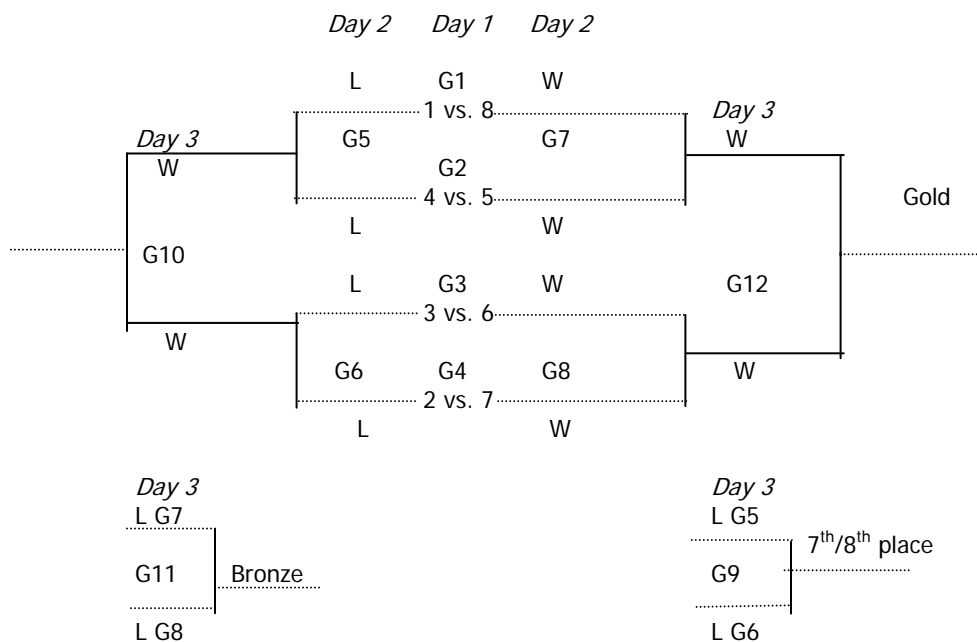 Day 2 Day 1 Day 2
L G1 W
1 vs. 8
Day 3 Day 3
W G5 G7 W
G2
4 vs. 5
Gold
L W
G10
L G3 W G12
3 vs. 6
W
G6 G4 G8 W
2 vs. 7
L W
Day 3 Day 3
L G7 L G5
7th/8th place
G11 Bronze G9
L G8 L G6